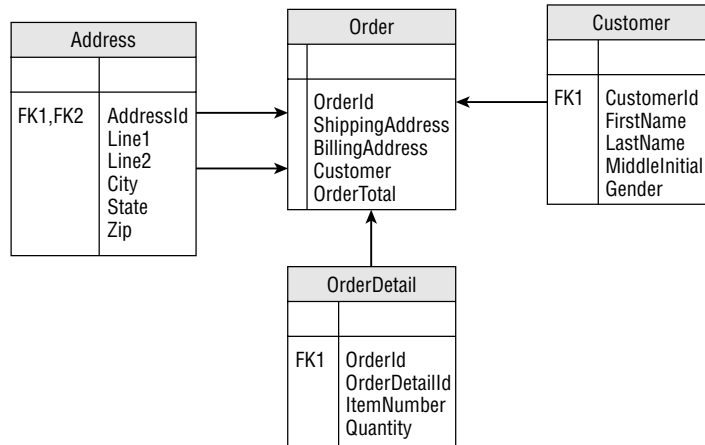 Address
FK1,FK2
AddressId
Line1
Line2
City
State
Zip
Order
OrderId
ShippingAddress
BillingAddress
Customer
OrderTotal
Customer
FK1
CustomerId
FirstName
LastName
MiddleInitial
Gender
OrderDetail
FK1
OrderId
OrderDetailId
ItemNumber
Quantity